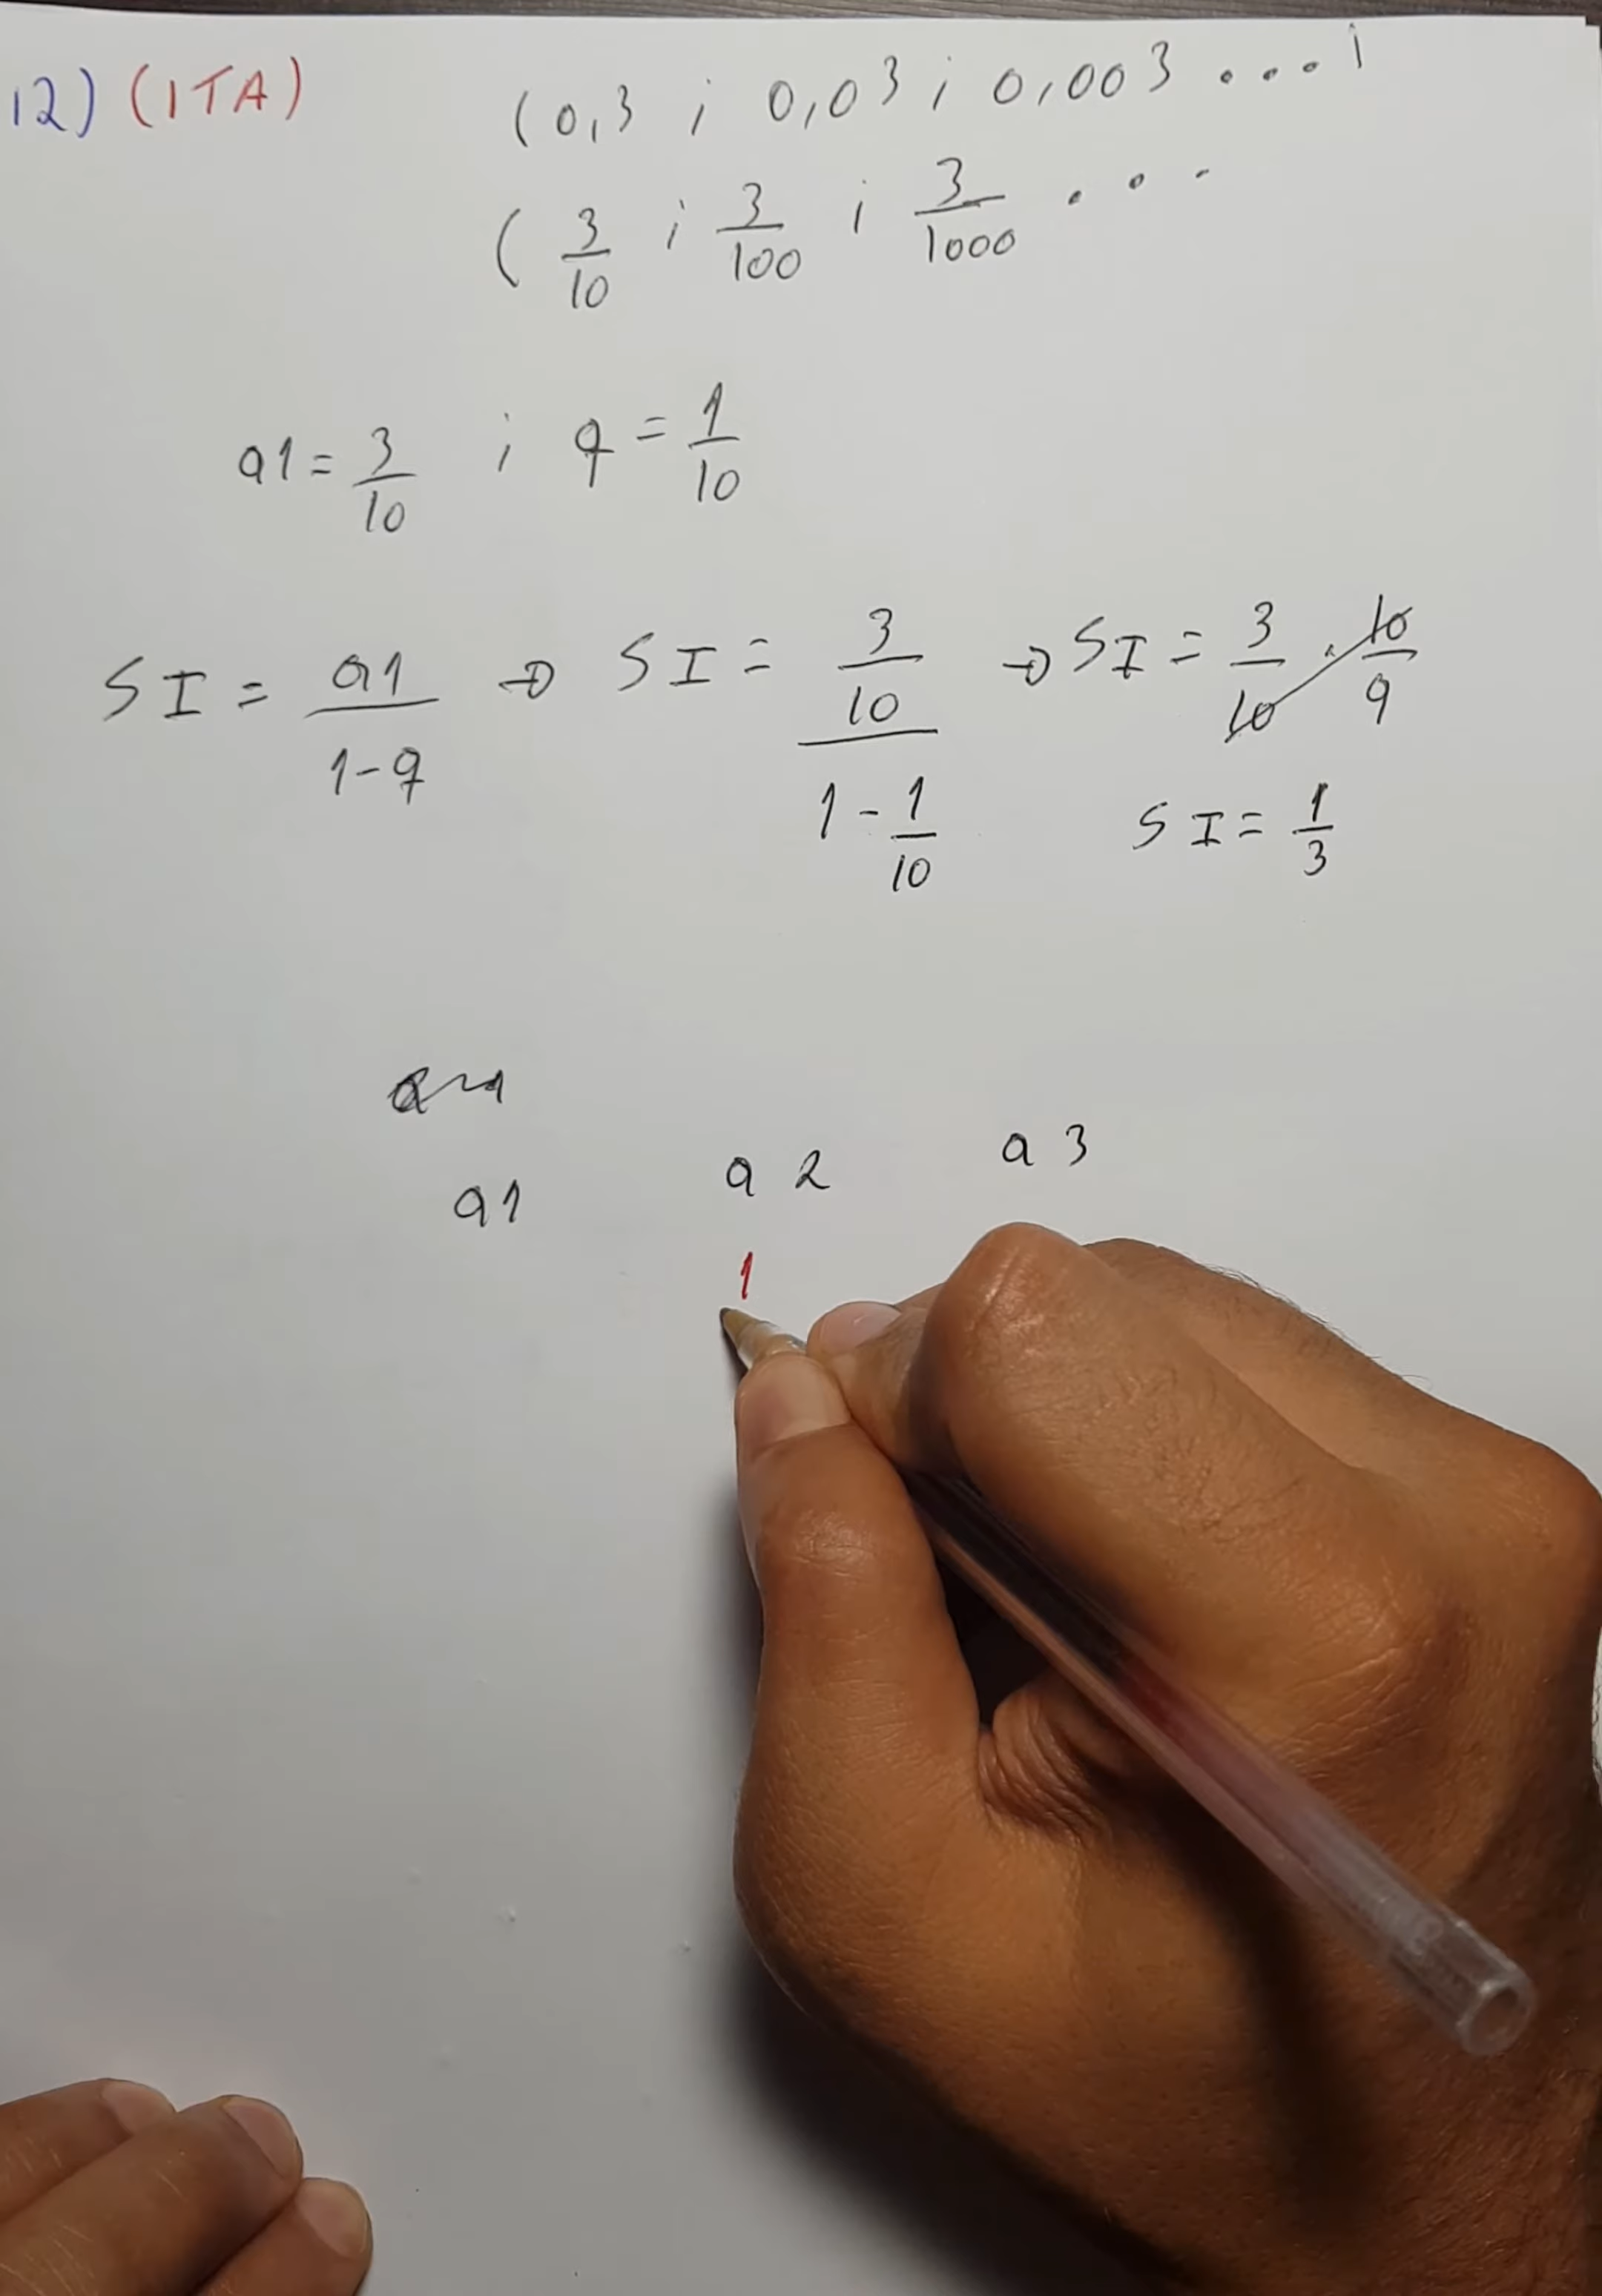 12) (ITA) (0,3 ; 0,03 ; 0,003 ...)
( 3/10 ; 3/100 ; 3/1000 ...
a1 = 3/10 ; q = 1/10
SI = a1/(1-q) → SI = (3/10)/(1 - 1/10) → SI = 3/10 . 10/9
SI = 1/3
a1 a2 a3
1